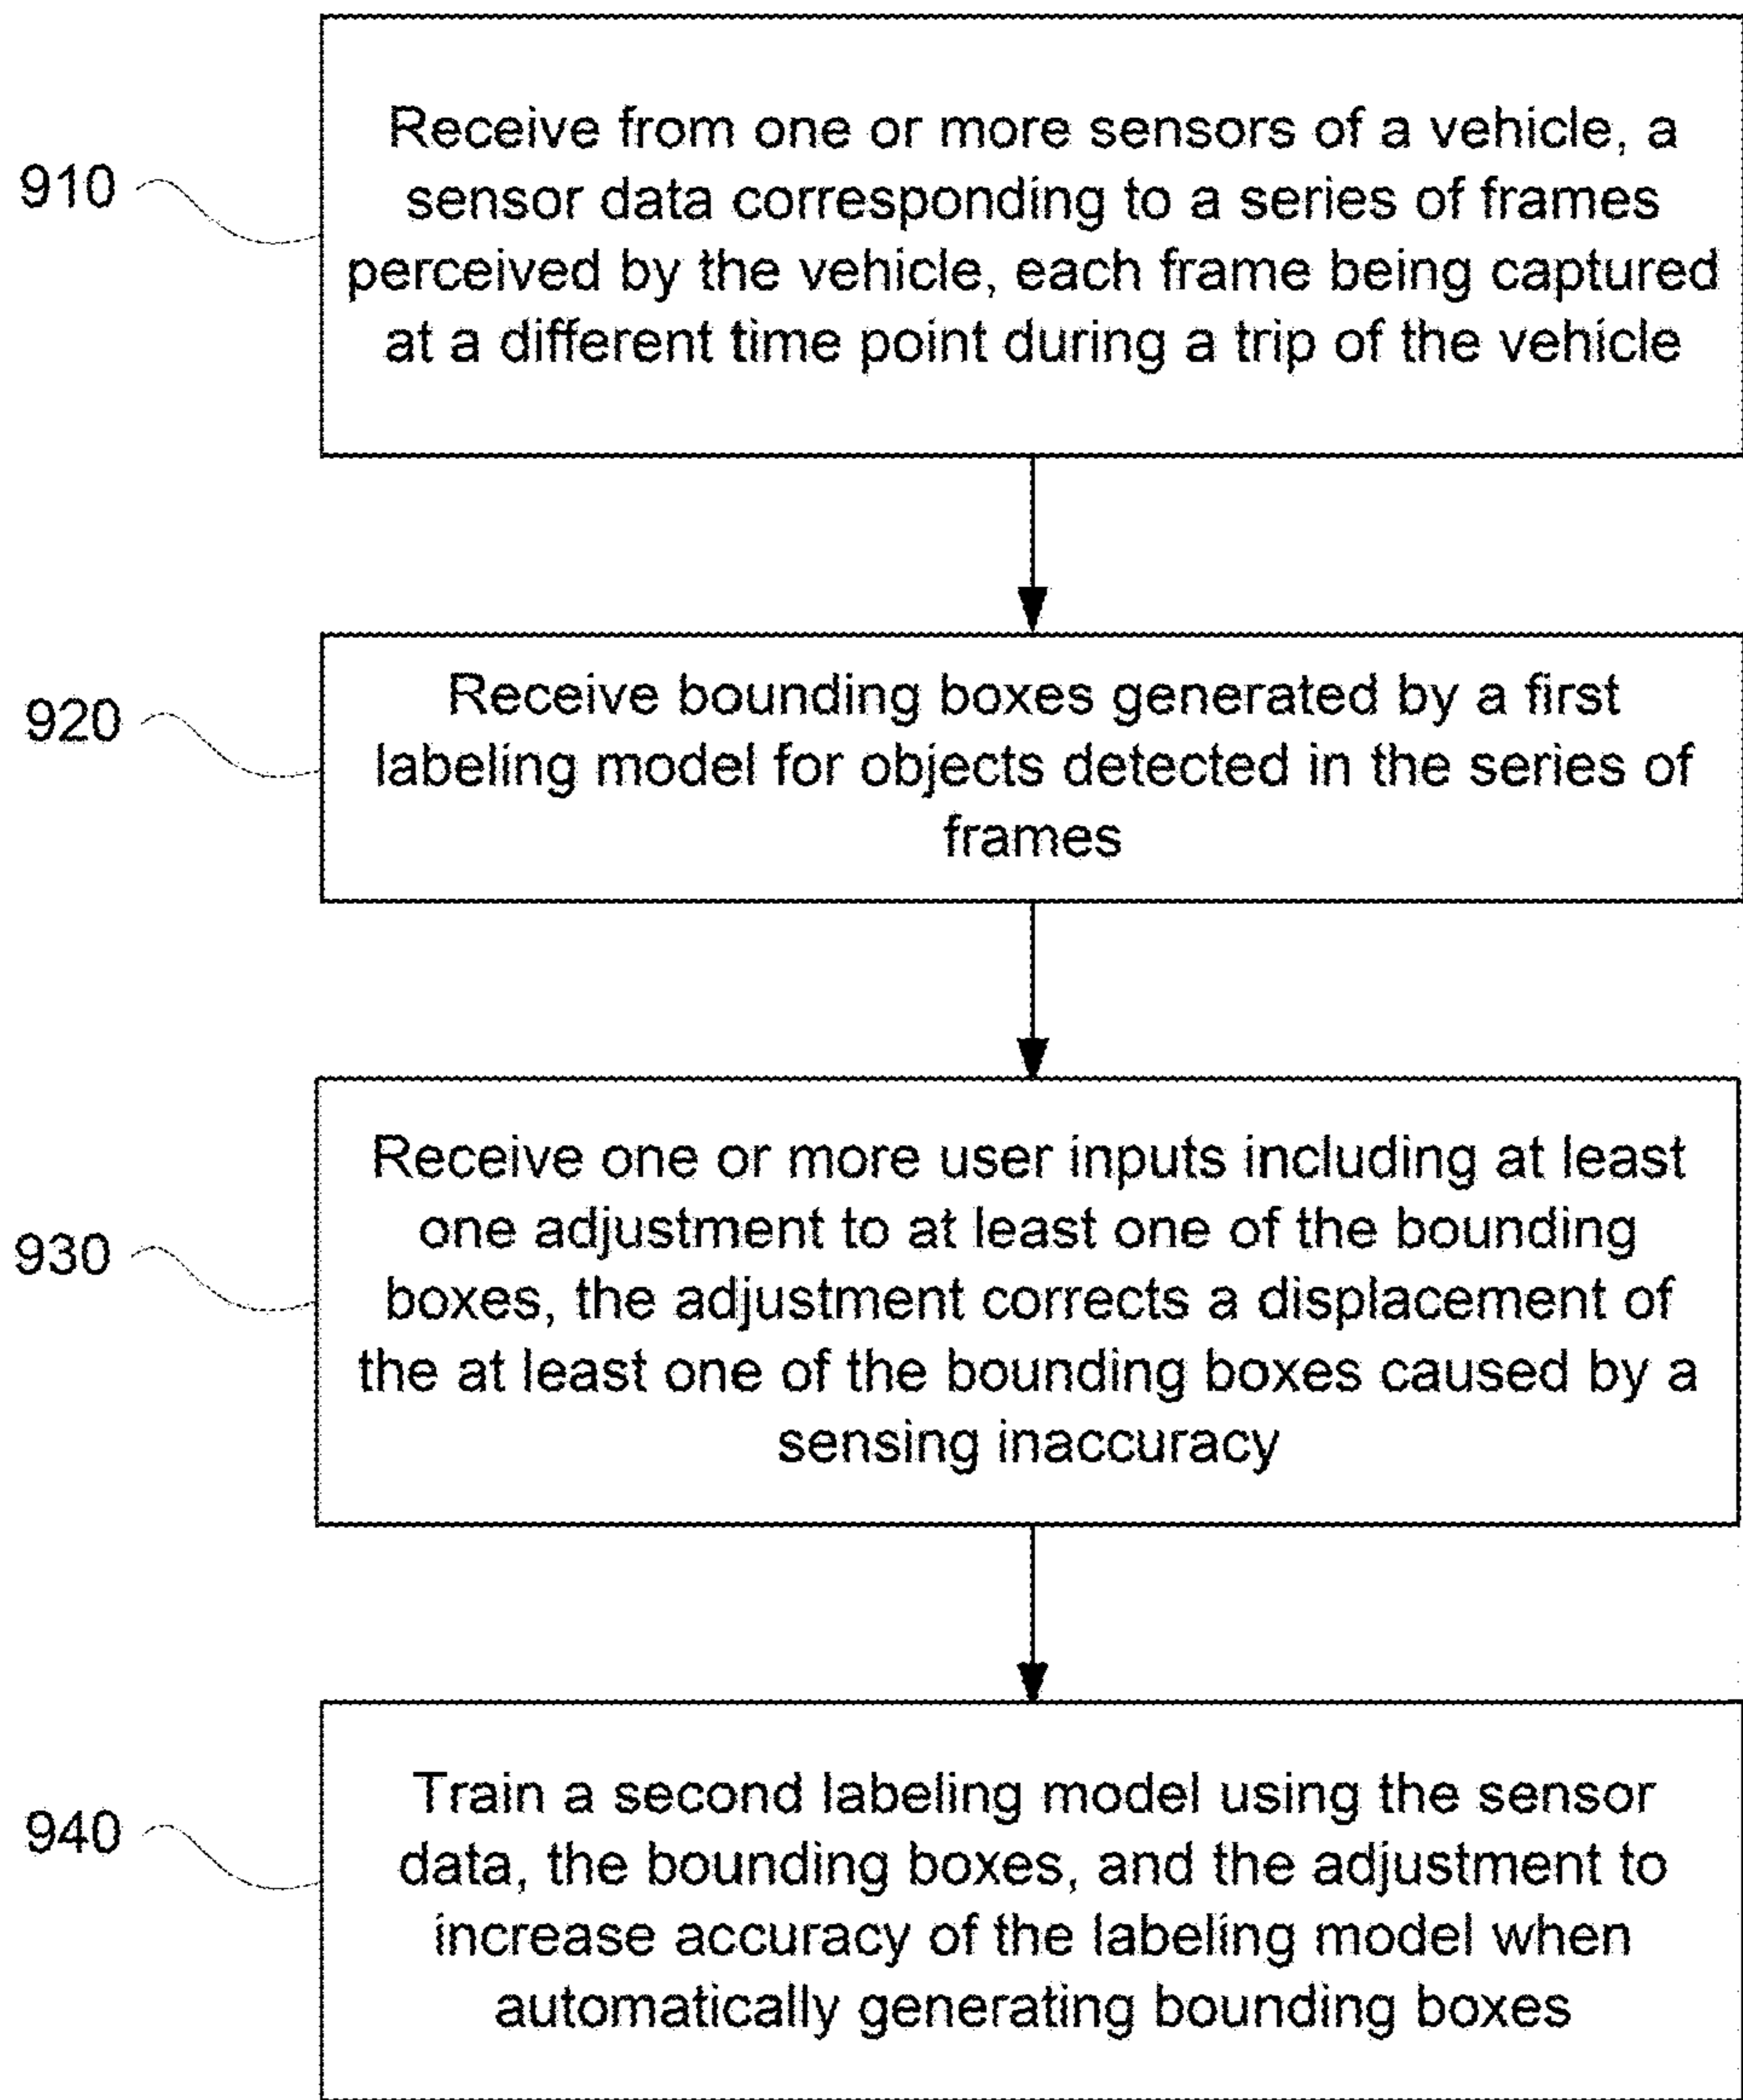 910
Receive from one or more sensors of a vehicle, a
sensor data corresponding to a series of frames
perceived by the vehicle, each frame being captured
at a different time point during a trip of the vehicle
920
Receive bounding boxes generated by a first
labeling model for objects detected in the series of
frames
930
Receive one or more user inputs including at least
one adjustment to at least one of the bounding
boxes, the adjustment corrects a displacement of
the at least one of the bounding boxes caused by a
sensing inaccuracy
940
Train a second labeling model using the sensor
data, the bounding boxes, and the adjustment to
increase accuracy of the labeling model when
automatically generating bounding boxes